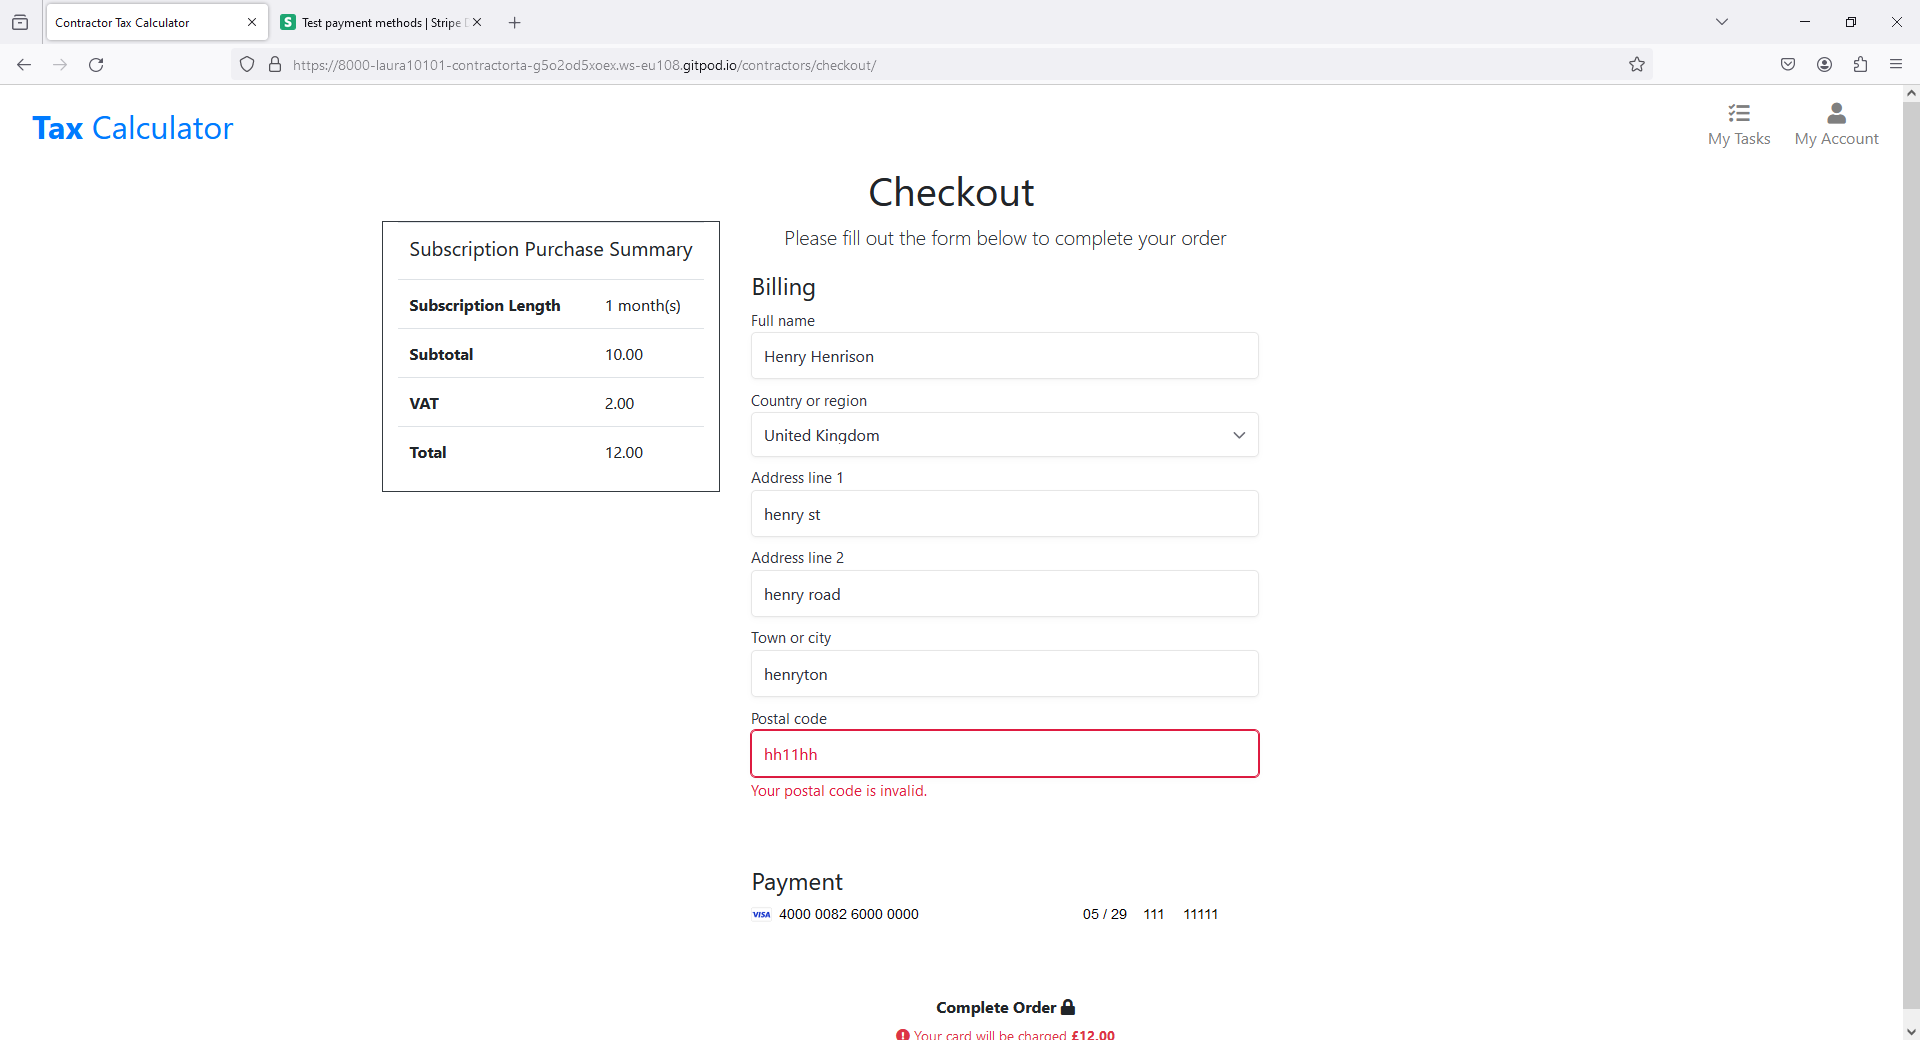 Contractor Tax Calculator
S Test payment methods | Stripe D
https://8000-laura10101-contractorta-g5o2od5xoex.ws-eu108.gitpod.io/contractors/checkout/
Tax Calculator
My Tasks
My Account
Checkout
Please fill out the form below to complete your order
Subscription Purchase Summary
Subscription Length 1 month(s)
Subtotal 10.00
VAT 2.00
Total 12.00
Billing
Full name
Henry Henrison
Country or region
United Kingdom
Address line 1
henry st
Address line 2
henry road
Town or city
henryton
Postal code
hh11hh
Your postal code is invalid.
Payment
VISA 4000 0082 6000 0000 05 / 29 111 11111
Complete Order
Your card will be charged £12.00